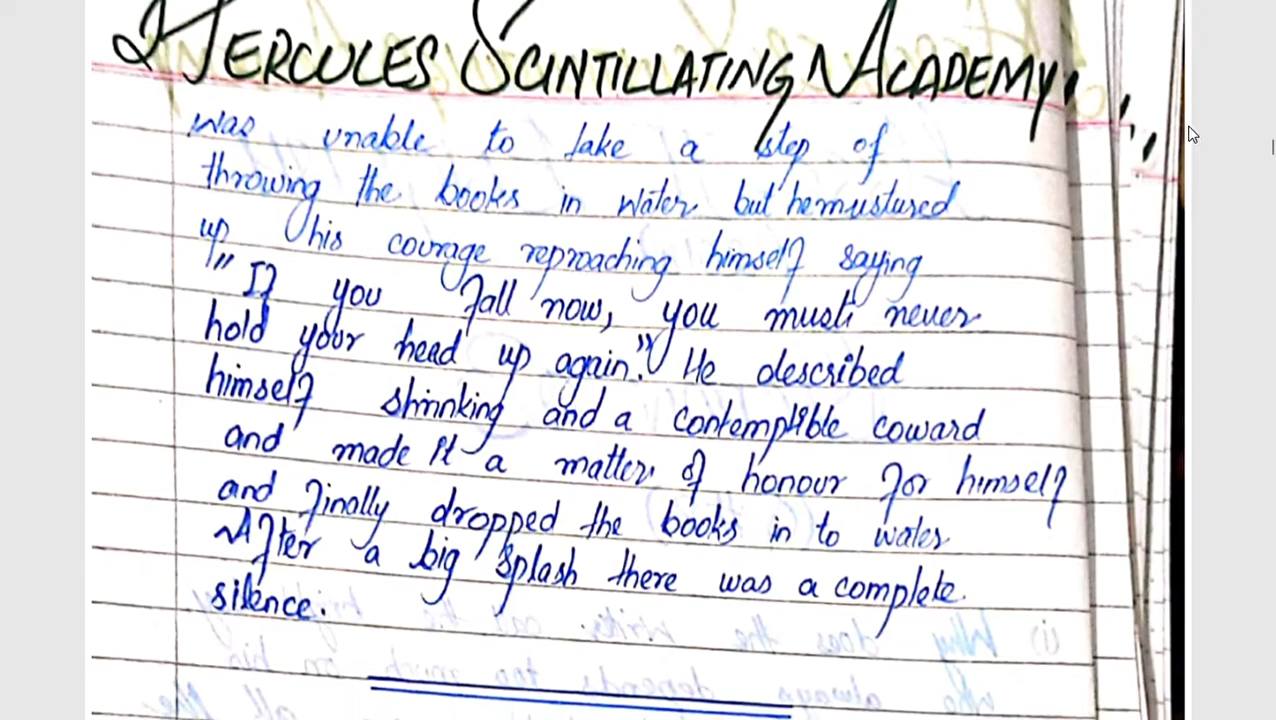 HERCULES SCINTILLATING ACADEMY
was unable to take a step of
throwing the books in water but he mustured
up his courage reproaching himself saying
"If you fall now, you must never
hold your head up again." He described
himself shrinking and a contemptible coward
and made it a matter of honour for himself
and finally dropped the books in to water
After a big splash there was a complete
silence.